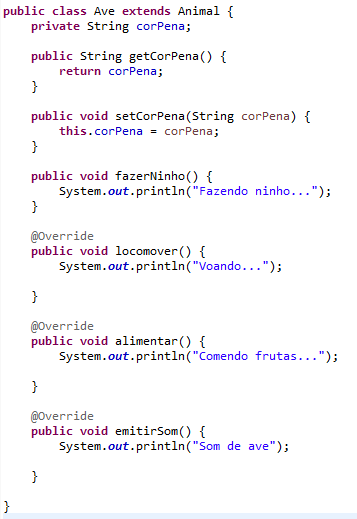 public class Ave extends Animal {
    private String corPena;

    public String getCorPena() {
        return corPena;
    }

    public void setCorPena(String corPena) {
        this.corPena = corPena;
    }

    public void fazerNinho() {
        System.out.println("Fazendo ninho...");
    }

    @Override
    public void locomover() {
        System.out.println("Voando...");

    }

    @Override
    public void alimentar() {
        System.out.println("Comendo frutas...");

    }

    @Override
    public void emitirSom() {
        System.out.println("Som de ave");

    }

}